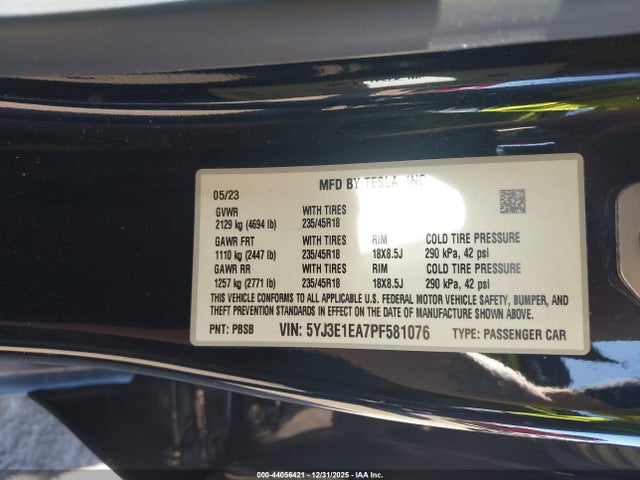 MFD BY TESLA, INC
05/23
GVWR WITH TIRES
2129 kg (4694 lb) 235/45R18
GAWR FRT WITH TIRES RIM COLD TIRE PRESSURE
1110 kg (2447 lb) 235/45R18 18X8.5J 290 kPa, 42 psi
GAWR RR WITH TIRES RIM COLD TIRE PRESSURE
1257 kg (2771 lb) 235/45R18 18X8.5J 290 kPa, 42 psi
THIS VEHICLE CONFORMS TO ALL U.S. FEDERAL MOTOR VEHICLE SAFETY, BUMPER, AND
THEFT PREVENTION STANDARDS IN EFFECT ON THE DATE OF MANUFACTURE SHOWN ABOVE.
PNT: PBSB VIN: 5YJ3E1EA7PF581076 TYPE: PASSENGER CAR
000-44056421 - 12/31/2025 - IAA Inc.